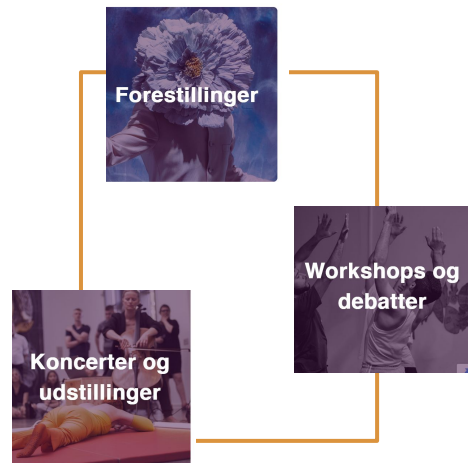 Forestillinger
Workshops og
debatter
Koncerter og
udstillinger